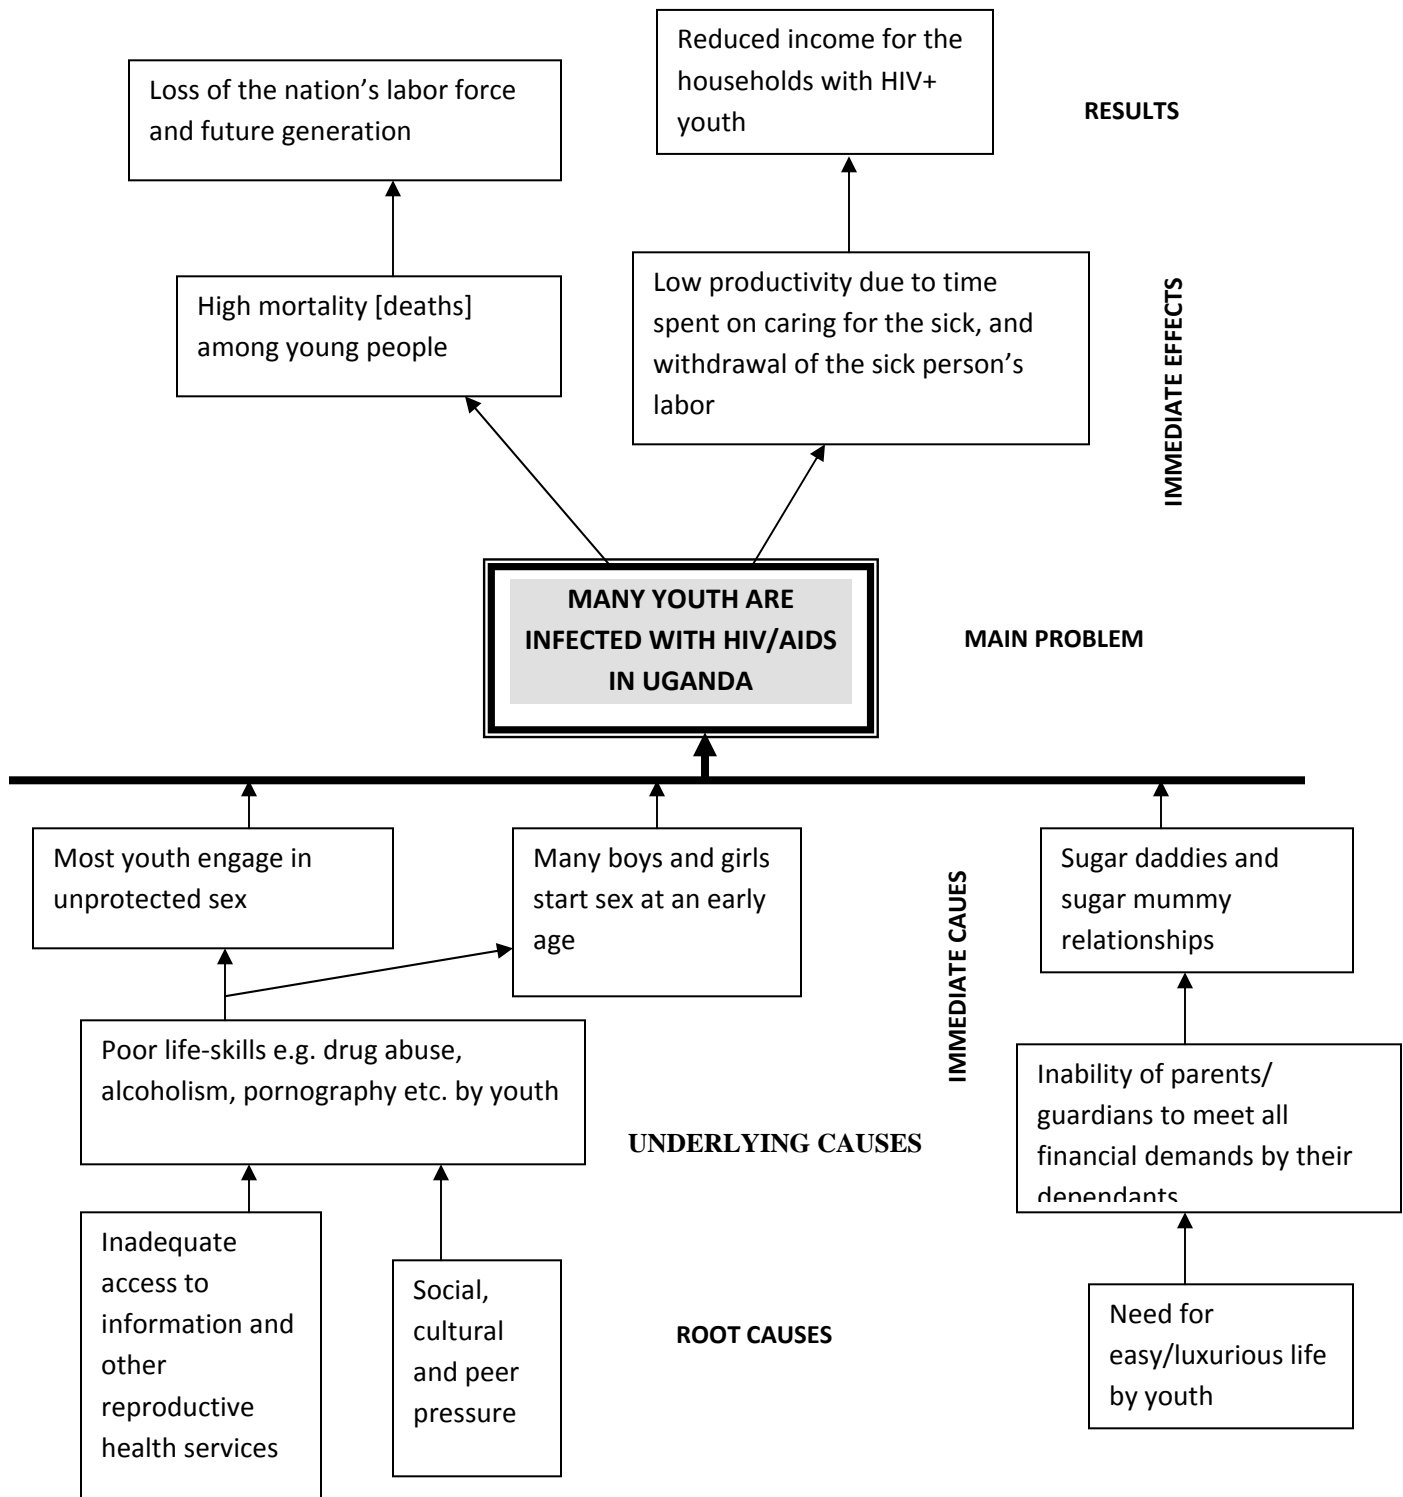 Reduced income for the
households with HIV+
youth
Loss of the nation’s labor force
and future generation
RESULTS
High mortality [deaths]
among young people
Low productivity due to time
spent on caring for the sick, and
withdrawal of the sick person’s
labor
IMMEDIATE EFFECTS
MANY YOUTH ARE
INFECTED WITH HIV/AIDS
IN UGANDA
MAIN PROBLEM
Most youth engage in
unprotected sex
Many boys and girls
start sex at an early
age
IMMEDIATE CAUES
Sugar daddies and
sugar mummy
relationships
Poor life-skills e.g. drug abuse,
alcoholism, pornography etc. by youth
UNDERLYING CAUSES
Inability of parents/
guardians to meet all
financial demands by their
dependants
Inadequate
access to
information and
other
reproductive
health services
Social,
cultural
and peer
pressure
ROOT CAUSES
Need for
easy/luxurious life
by youth